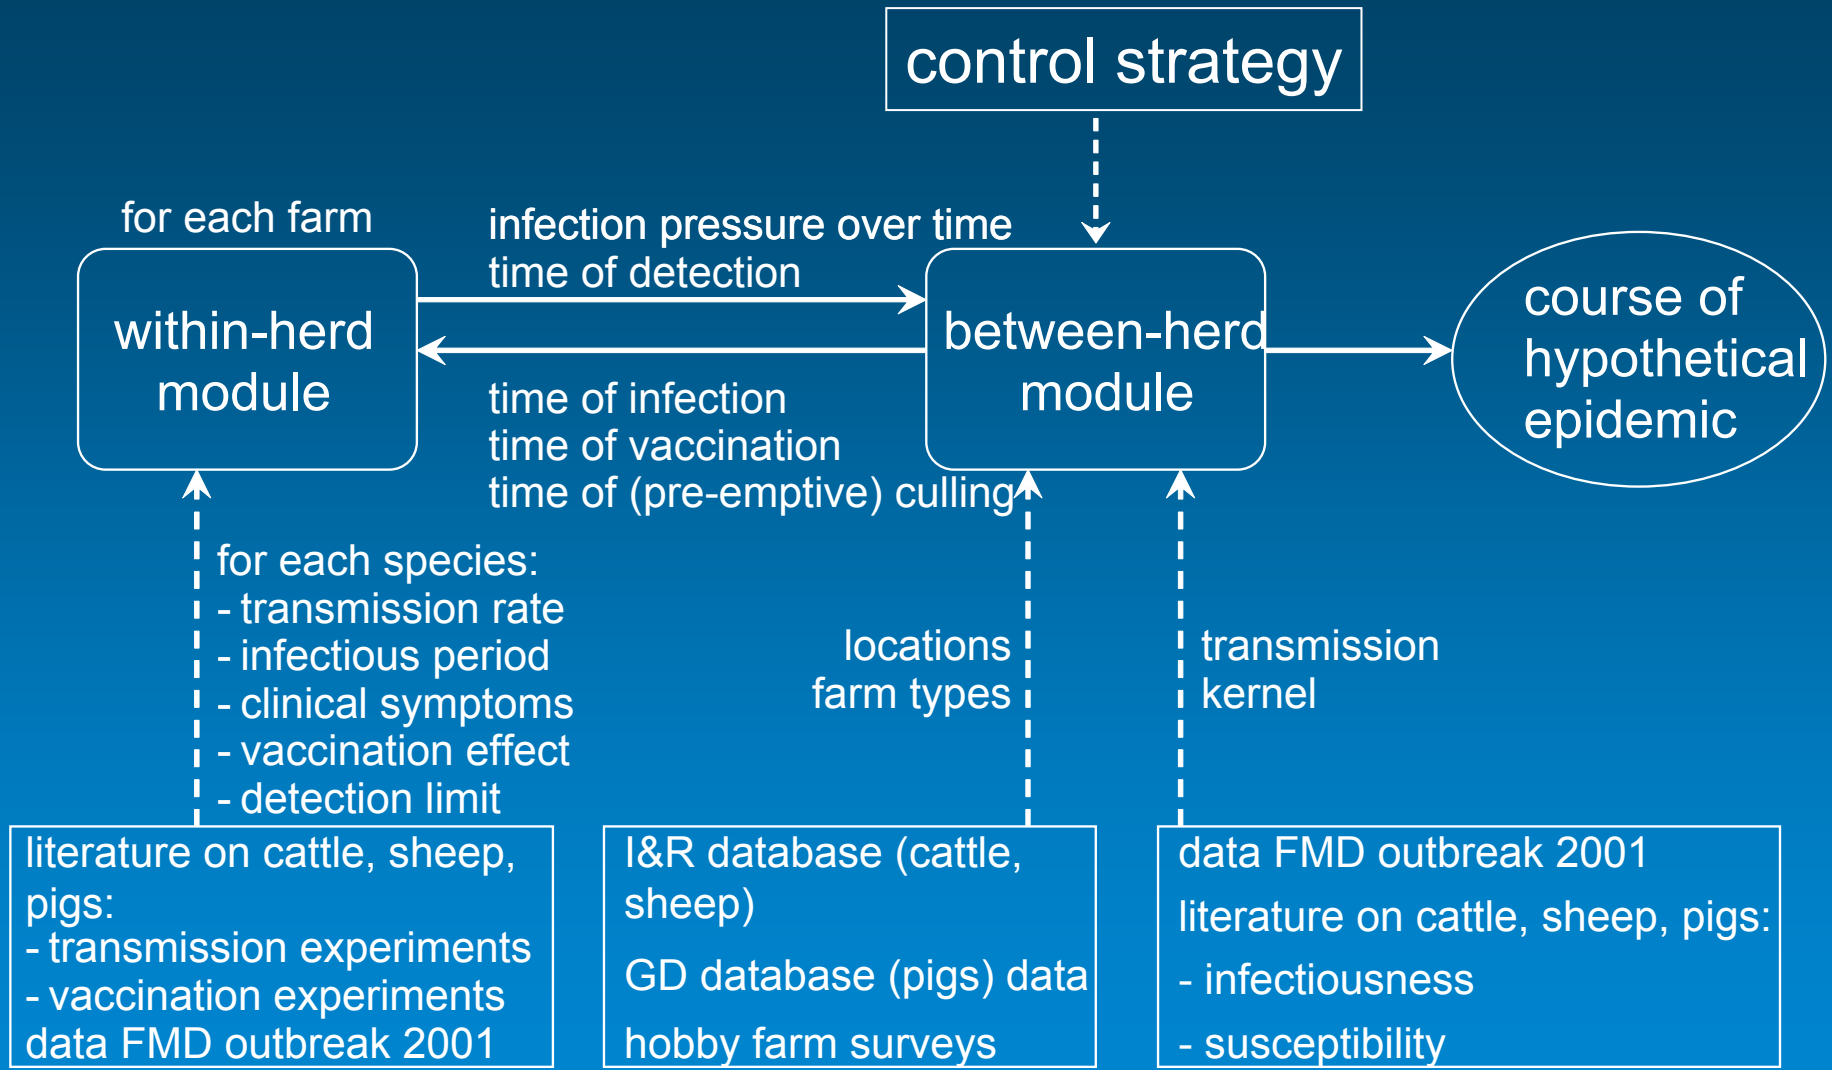 control strategy
for each farm
infection pressure over time
time of detection
within-herd
module
between-herd
module
course of
hypothetical
epidemic
time of infection
time of vaccination
time of (pre-emptive) culling
for each species:
- transmission rate
- infectious period
- clinical symptoms
- vaccination effect
- detection limit
locations
farm types
transmission
kernel
literature on cattle, sheep,
pigs:
- transmission experiments
- vaccination experiments
data FMD outbreak 2001
I&R database (cattle,
sheep)
GD database (pigs) data
hobby farm surveys
data FMD outbreak 2001
literature on cattle, sheep, pigs:
- infectiousness
- susceptibility